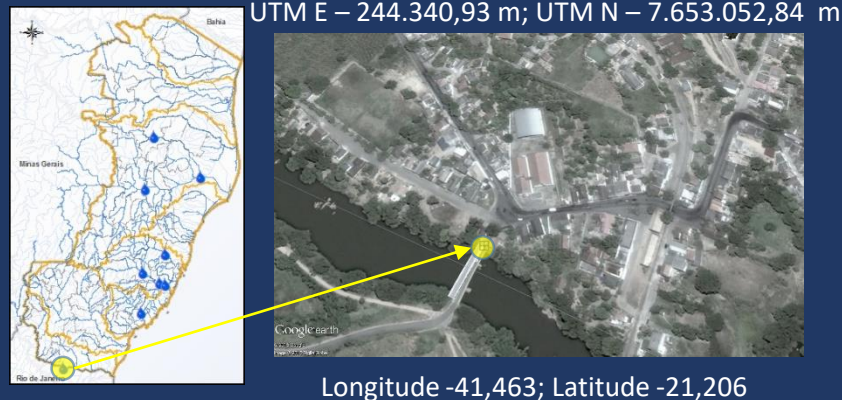 UTM E – 244.340,93 m; UTM N – 7.653.052,84 m
Bahia
Minas Gerais
Google earth
Rio de Janeiro
Longitude -41,463; Latitude -21,206